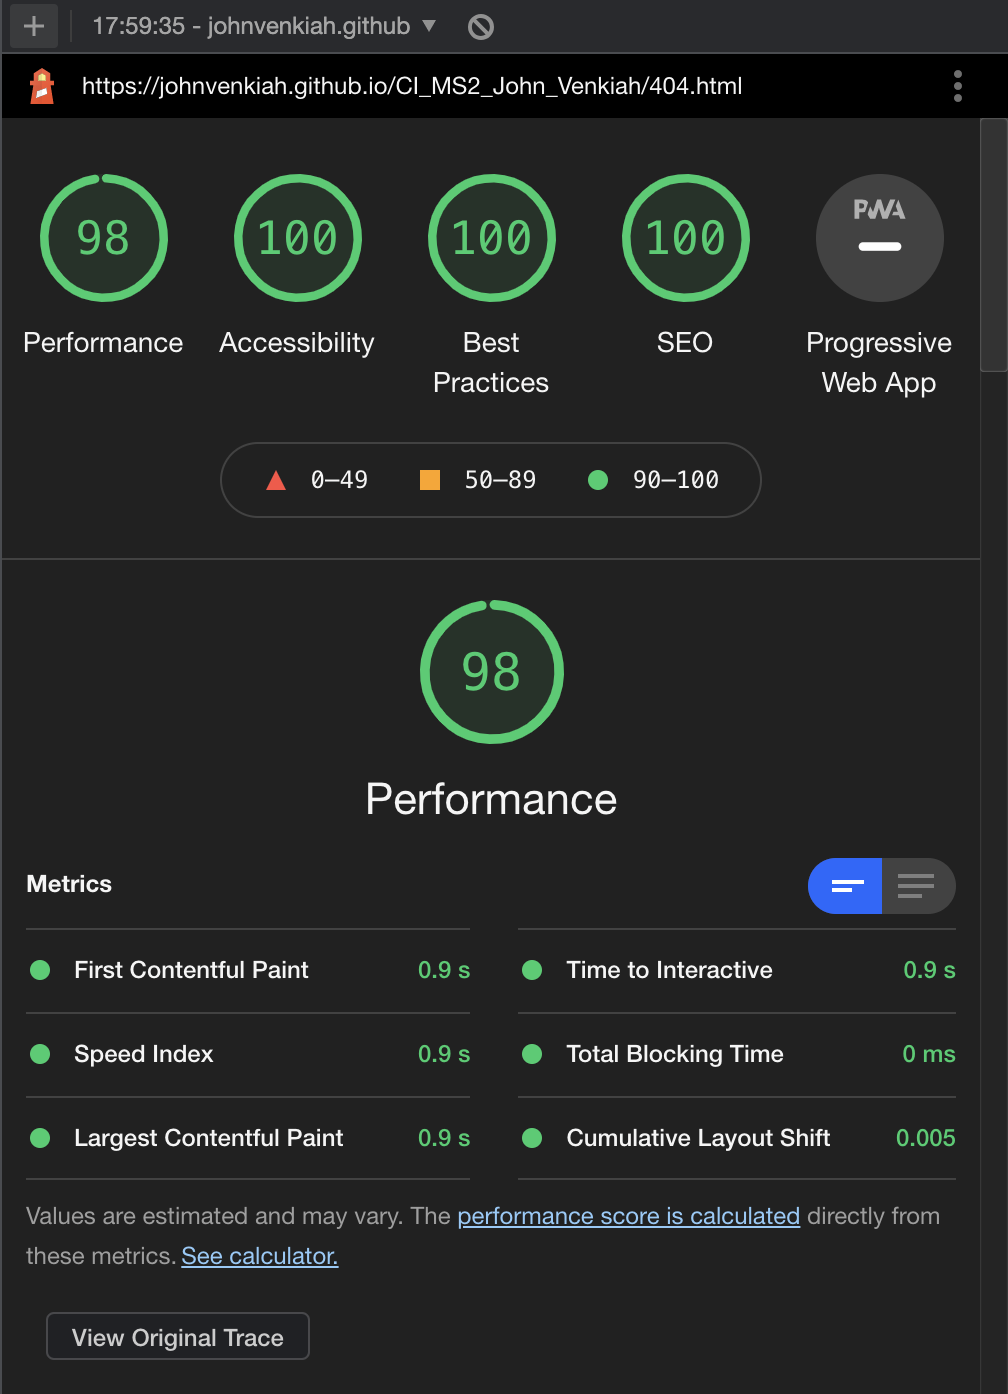 17:59:35 - johnvenkiah.github
https://johnvenkiah.github.io/CI_MS2_John_Venkiah/404.html
98
100
100
100
PWA
Performance
Accessibility
Best
Practices
SEO
Progressive
Web App
0–49
50–89
90–100
98
Performance
Metrics
First Contentful Paint 0.9 s
Time to Interactive 0.9 s
Speed Index 0.9 s
Total Blocking Time 0 ms
Largest Contentful Paint 0.9 s
Cumulative Layout Shift 0.005
Values are estimated and may vary. The performance score is calculated directly from
these metrics. See calculator.
View Original Trace